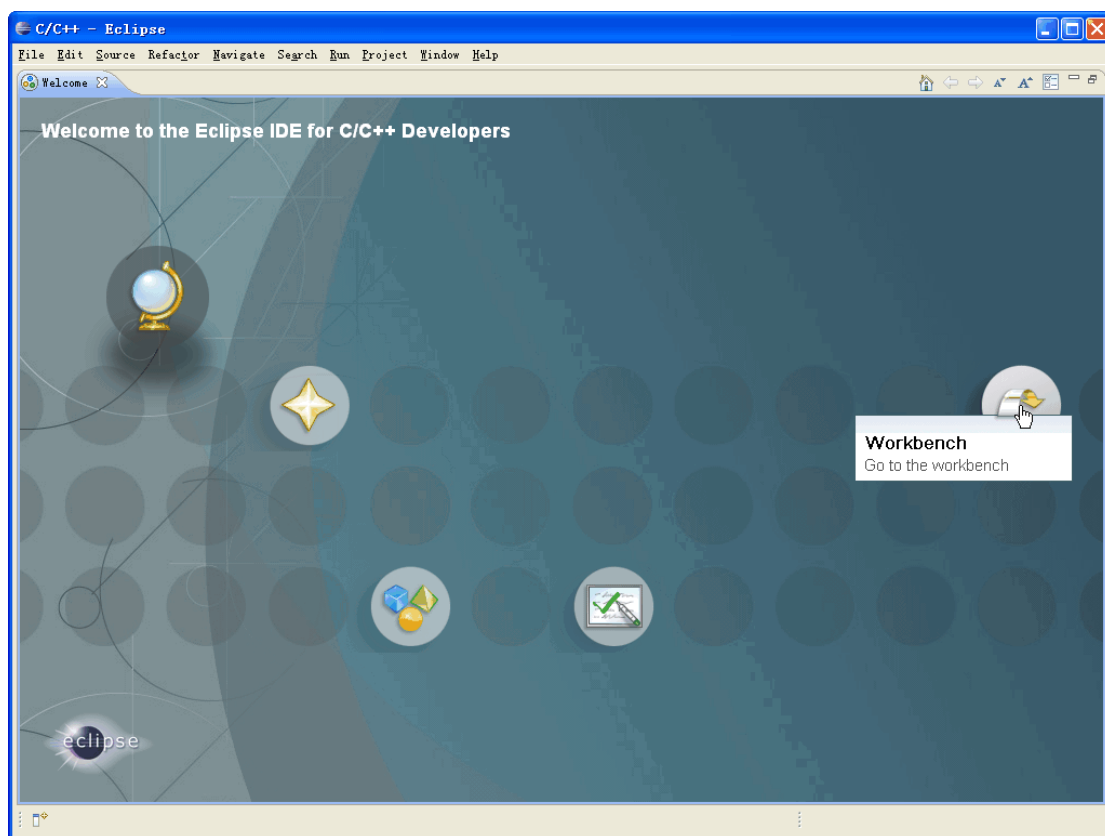 C/C++ - Eclipse
File Edit Source Refactor Navigate Search Run Project Window Help
Welcome
Welcome to the Eclipse IDE for C/C++ Developers
Workbench
Go to the workbench
eclipse